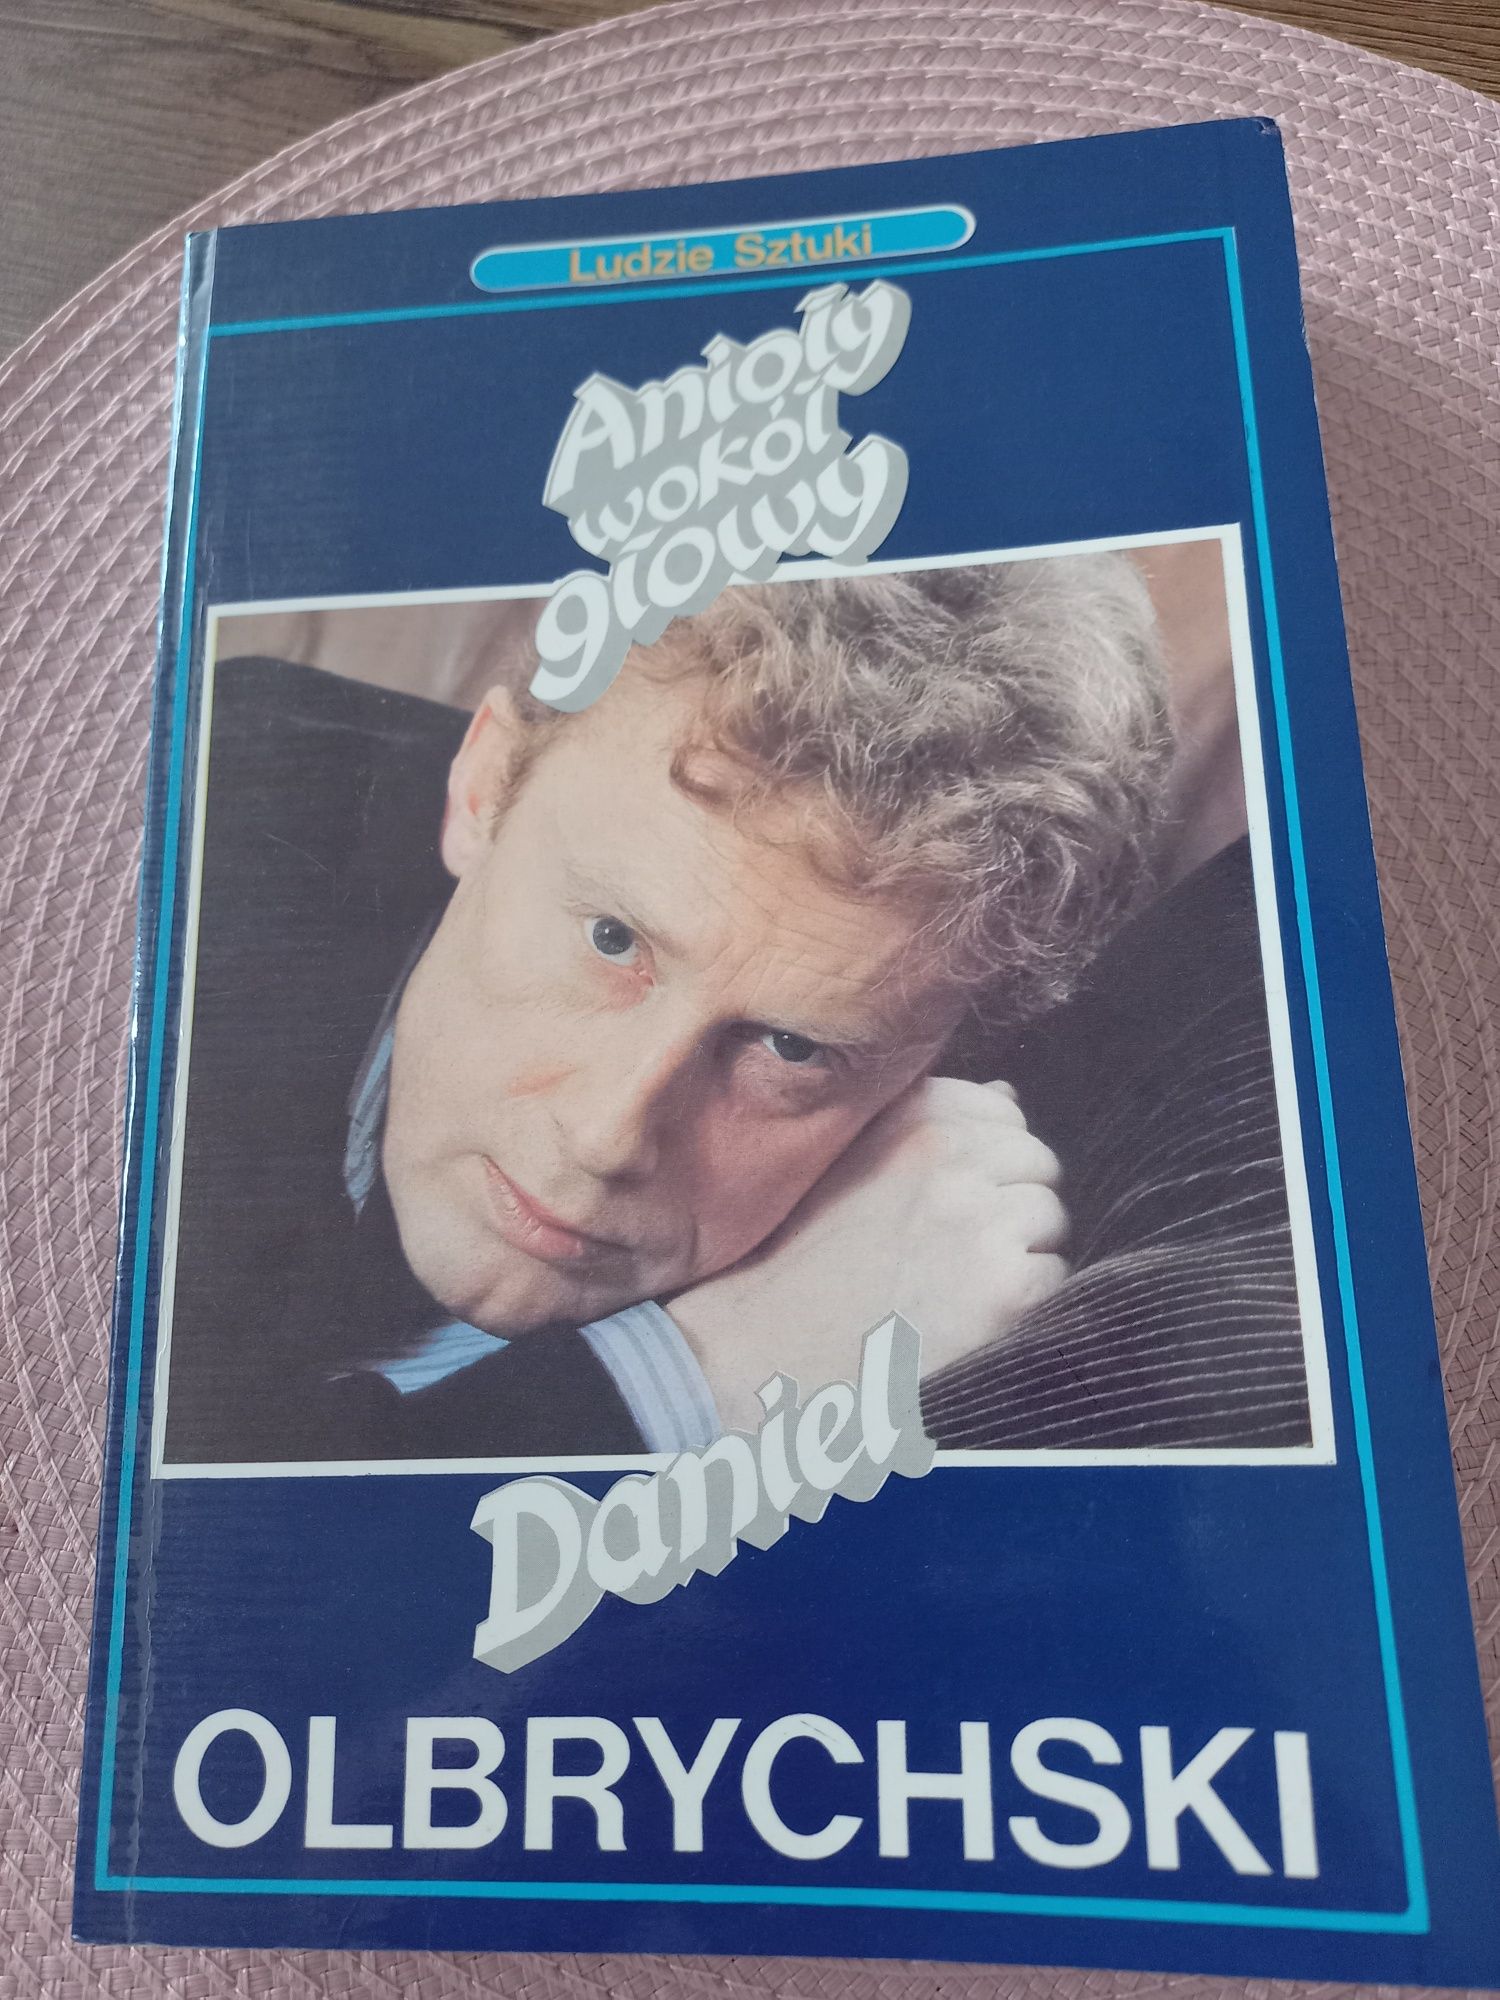 Ludzie Sztuki
Anioły
wokół
głowy
Daniel
OLBRYCHSKI